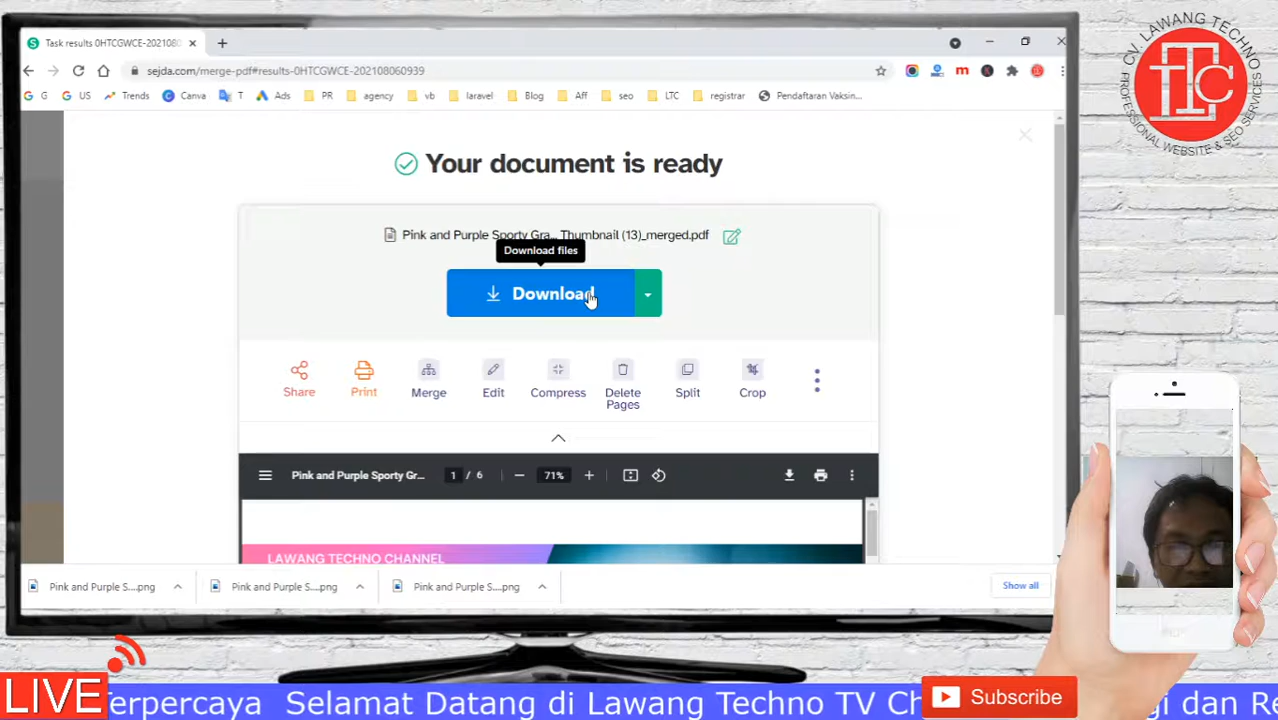 Task results 0HTCGWCE-2021080
sejda.com/merge-pdf#results-0HTCGWCE-202108060939
G
US
Trends
Canva
T
Ads
PR
agency
vb
laravel
Blog
Aff
seo
LTC
registrar
Pendaftaran Vaksin...
CV. LAWANG TECHNO
PROFESSIONAL WEBSITE & SEO SERVICES
Your document is ready
Pink and Purple Sporty Gra... Thumbnail (13)_merged.pdf
Download files
Download
Share
Print
Merge
Edit
Compress
Delete
Pages
Split
Crop
Pink and Purple Sporty Gr...
1 / 6
71%
LAWANG TECHNO CHANNEL
Pink and Purple S....png
Pink and Purple S....png
Pink and Purple S....png
Show all
LIVE
erpercaya Selamat Datang di Lawang Techno TV Ch
Subscribe
gi dan Re